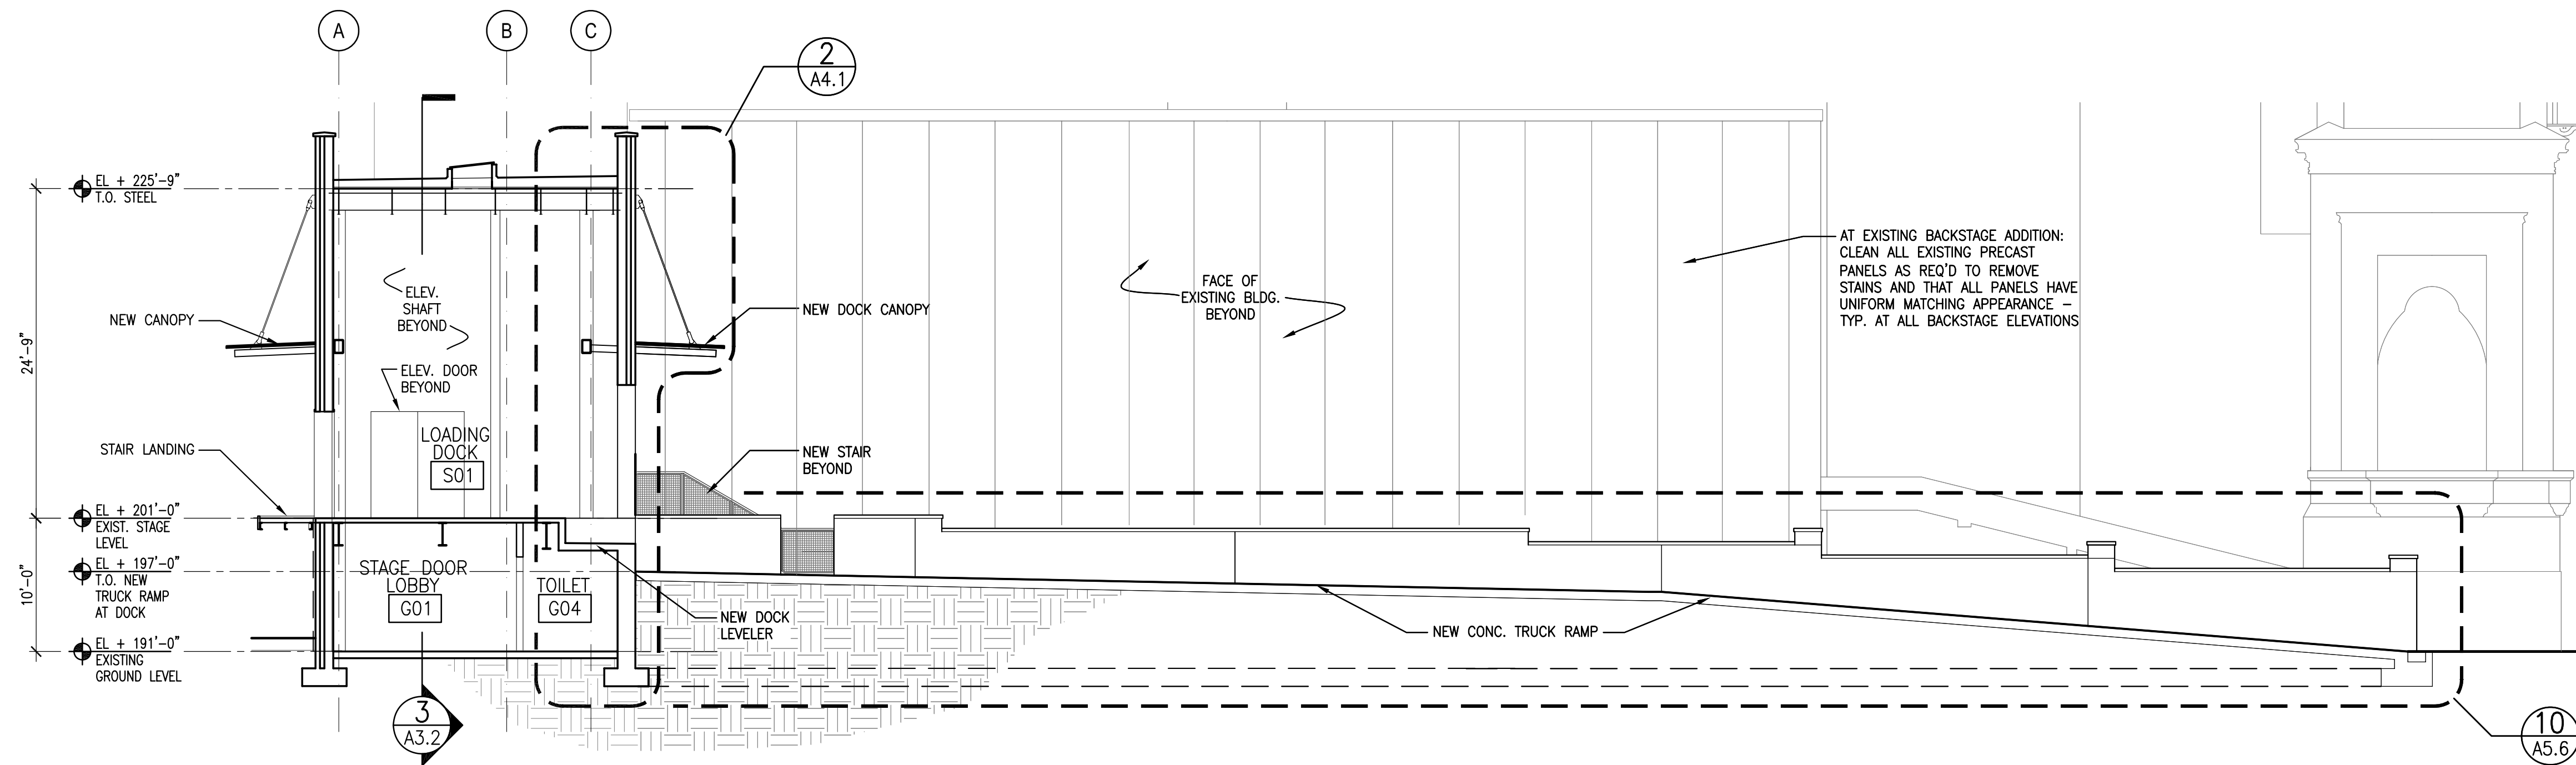 A
B
C
2
A4.1
EL + 225'-9"
T.O. STEEL
24'-9"
NEW CANOPY
ELEV.
SHAFT
BEYOND
ELEV. DOOR
BEYOND
NEW DOCK CANOPY
FACE OF
EXISTING BLDG.
BEYOND
AT EXISTING BACKSTAGE ADDITION:
CLEAN ALL EXISTING PRECAST
PANELS AS REQ'D TO REMOVE
STAINS AND THAT ALL PANELS HAVE
UNIFORM MATCHING APPEARANCE –
TYP. AT ALL BACKSTAGE ELEVATIONS
STAIR LANDING
LOADING
DOCK
S01
NEW STAIR
BEYOND
EL + 201'-0"
EXIST. STAGE
LEVEL
10'-0"
EL + 197'-0"
T.O. NEW
TRUCK RAMP
AT DOCK
STAGE DOOR
LOBBY
G01
TOILET
G04
NEW DOCK
LEVELER
NEW CONC. TRUCK RAMP
EL + 191'-0"
EXISTING
GROUND LEVEL
3
A3.2
10
A5.6